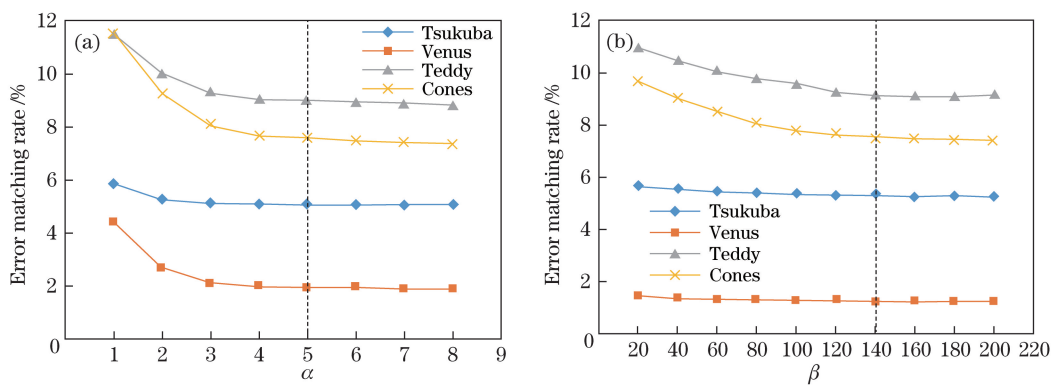 (a)
Error matching rate /%
12
10
8
6
4
2
0
1 2 3 4 5 6 7 8 9
α
Tsukuba
Venus
Teddy
Cones
(b)
Error matching rate /%
12
10
8
6
4
2
0
20 40 60 80 100 120 140 160 180 200 220
β
Tsukuba
Venus
Teddy
Cones